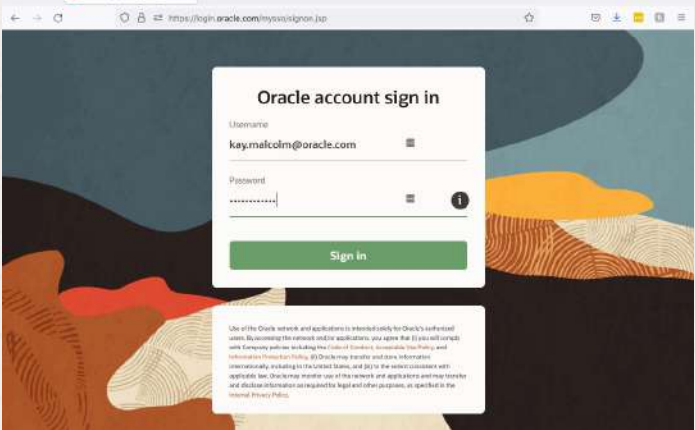 https://login.oracle.com/mysso/signon.jsp
Oracle account sign in
Username
kay.malcolm@oracle.com
Password
Sign in
Use of the Oracle network and applications is intended solely for Oracle's authorized
users. By accessing the network and/or applications, you agree that (i) you will comply
with Company policies including the Code of Conduct, Acceptable Use Policy, and
Information Protection Policy, (ii) Oracle may transfer and store information
internationally, including to the United States, and (iii) to the extent consistent with
applicable law, Oracle may monitor use of the network and applications and may transfer
and disclose information as required for legal and other purposes, as specified in the
Internal Privacy Policy.